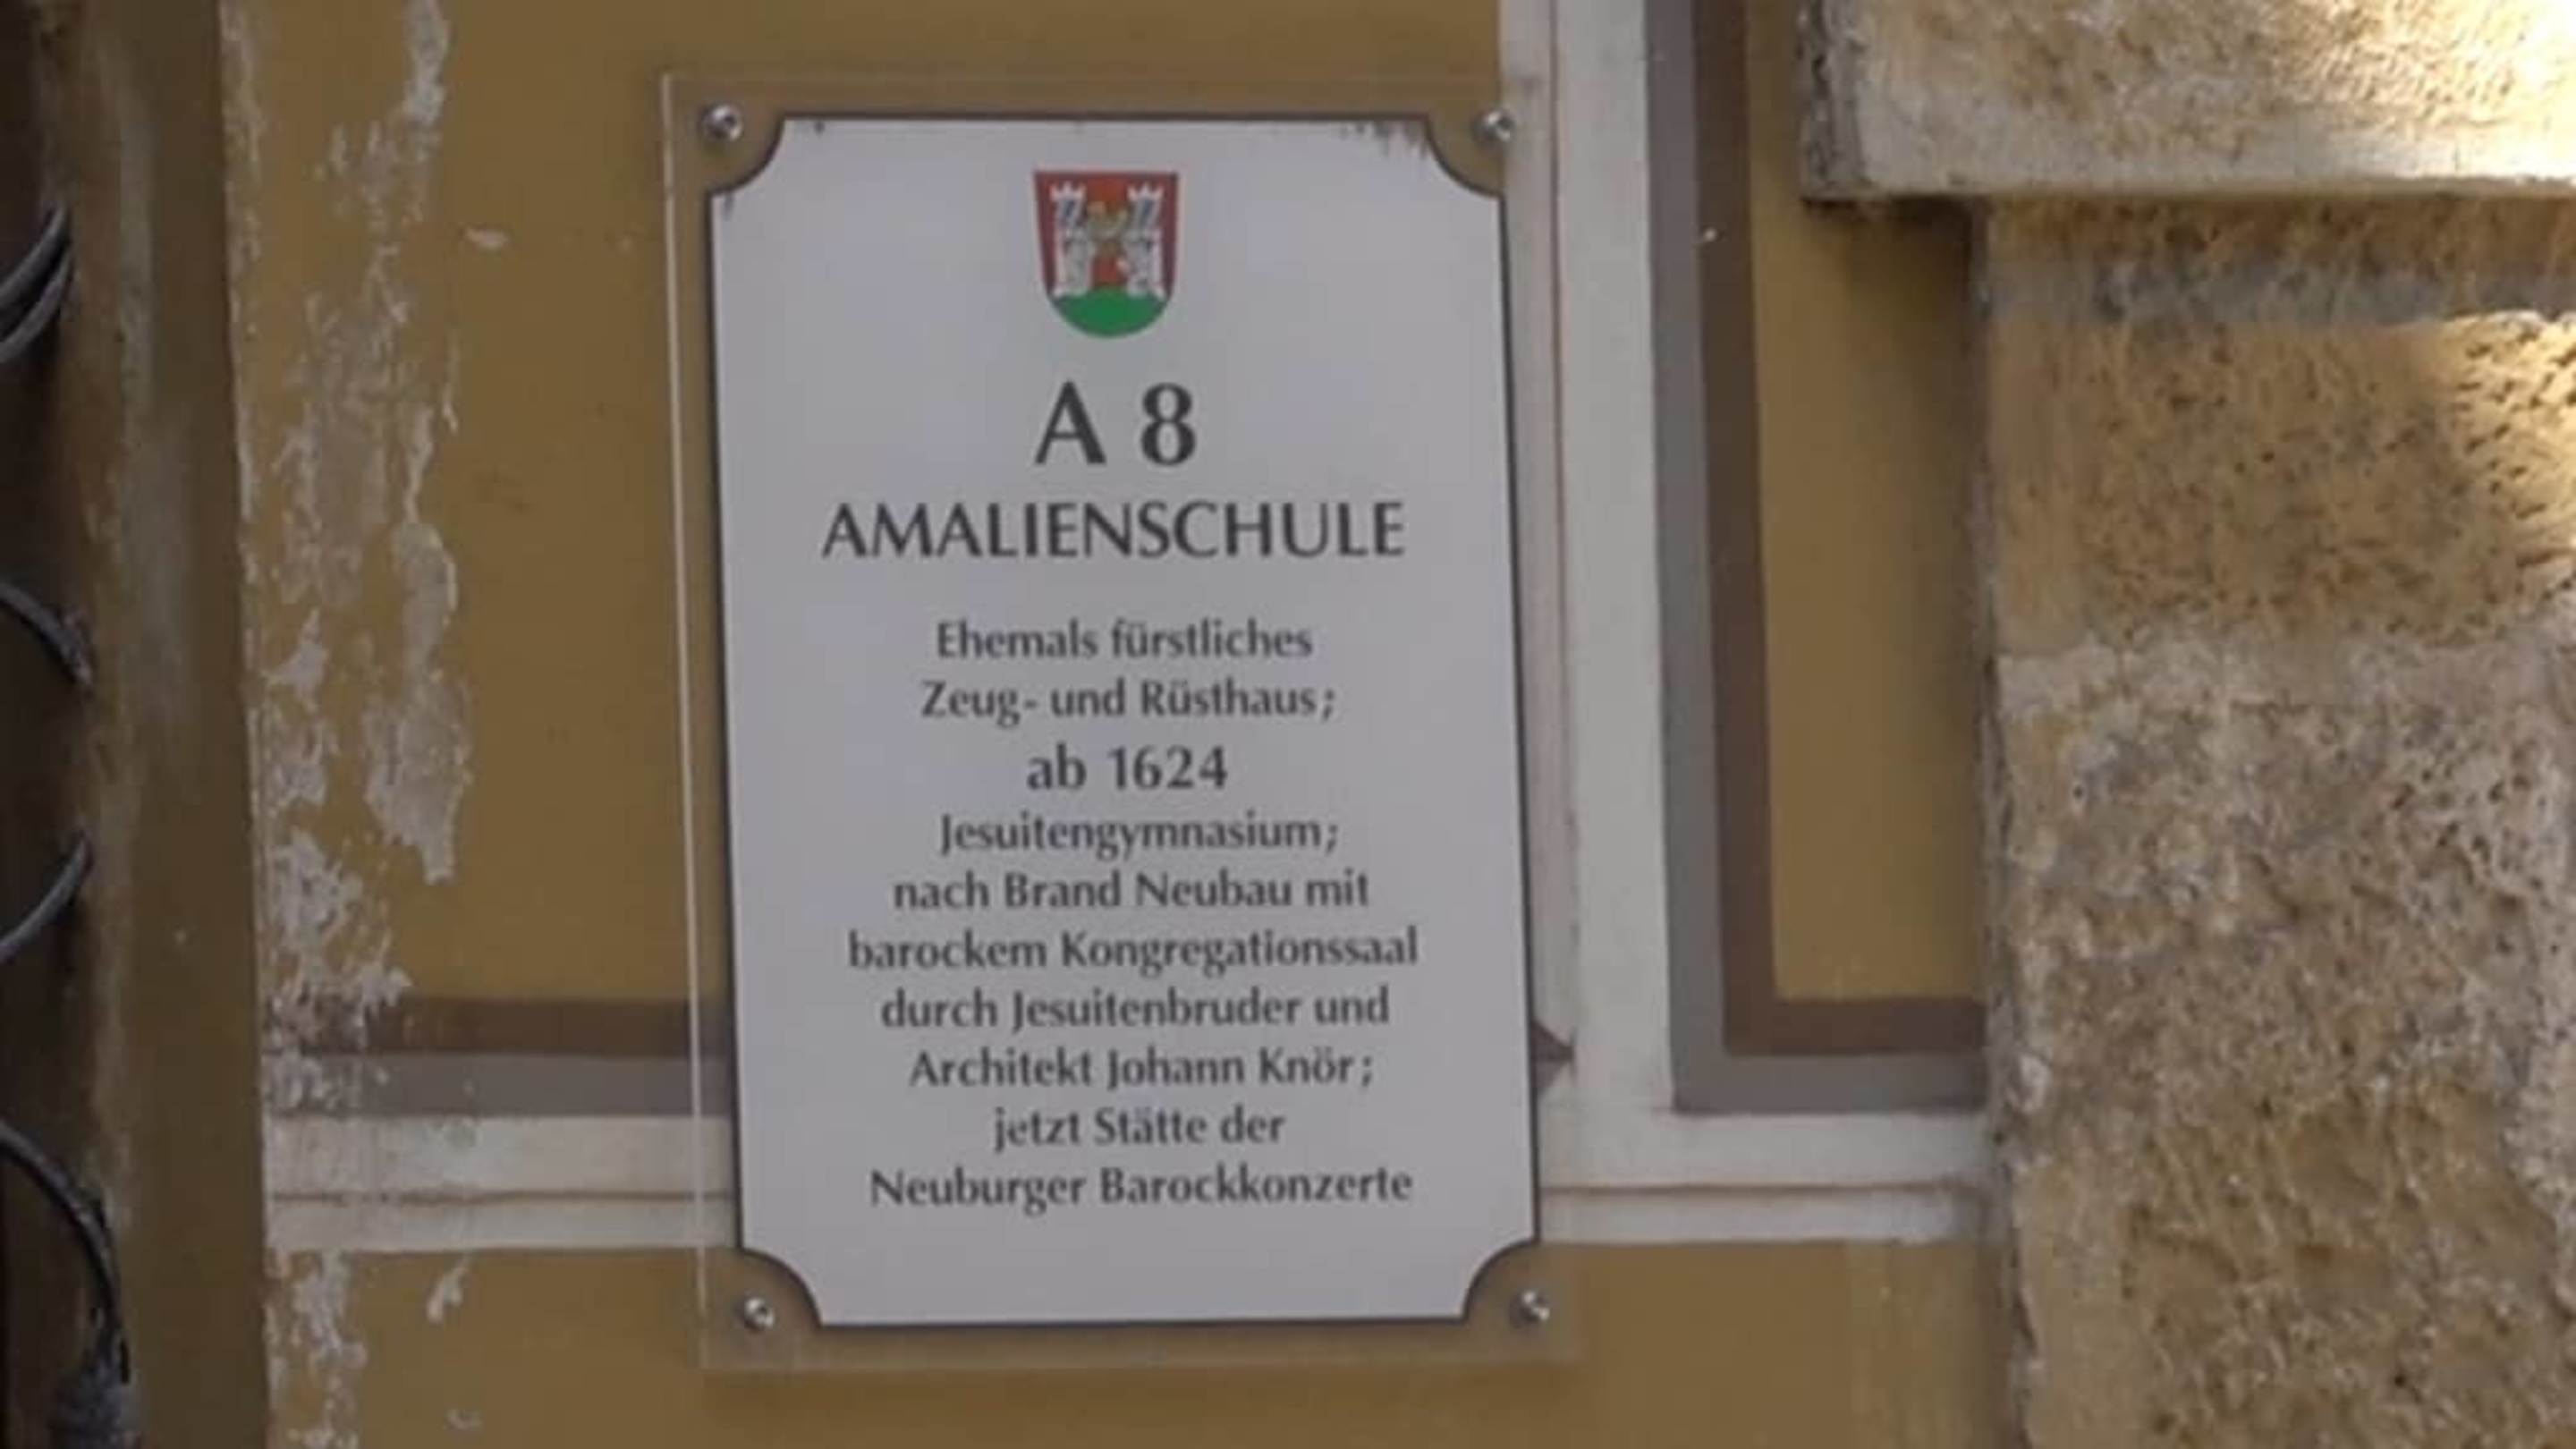 A 8
AMALIENSCHULE
Ehemals fürstliches
Zeug- und Rüsthaus;
ab 1624
Jesuitengymnasium;
nach Brand Neubau mit
barockem Kongregationssaal
durch Jesuitenbruder und
Architekt Johann Knör;
jetzt Stätte der
Neuburger Barockkonzerte